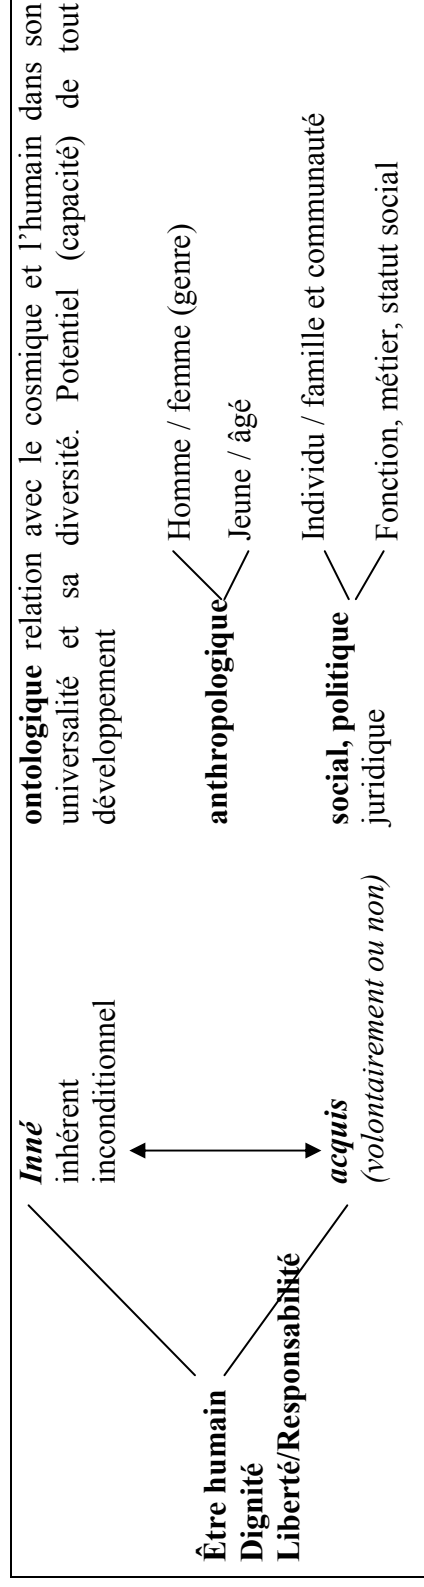 Être humain
Dignité
Liberté/Responsabilité
Inné
inhérent
inconditionnel
acquis
(volontairement ou non)
ontologique relation avec le cosmique et l'humain dans son
universalité et sa diversité. Potentiel (capacité) de tout
développement
anthropologique
Homme / femme (genre)
Jeune / âgé
social, politique
juridique
Individu / famille et communauté
Fonction, métier, statut social